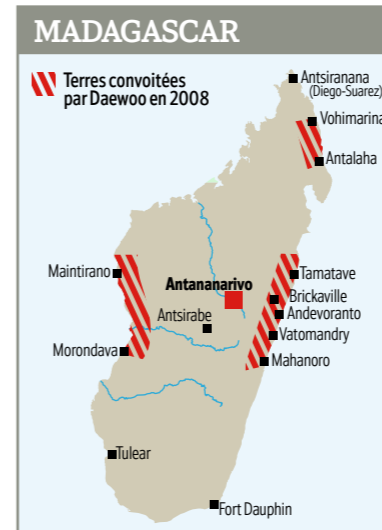 MADAGASCAR
Terres convoitées
par Daewoo en 2008
Antsiranana
(Diego-Suarez)
Vohimarina
Antalaha
Maintirano
Antananarivo
Tamatave
Brickaville
Antsirabe
Andevoranto
Vatomandry
Morondava
Mahanoro
Tulear
Fort Dauphin